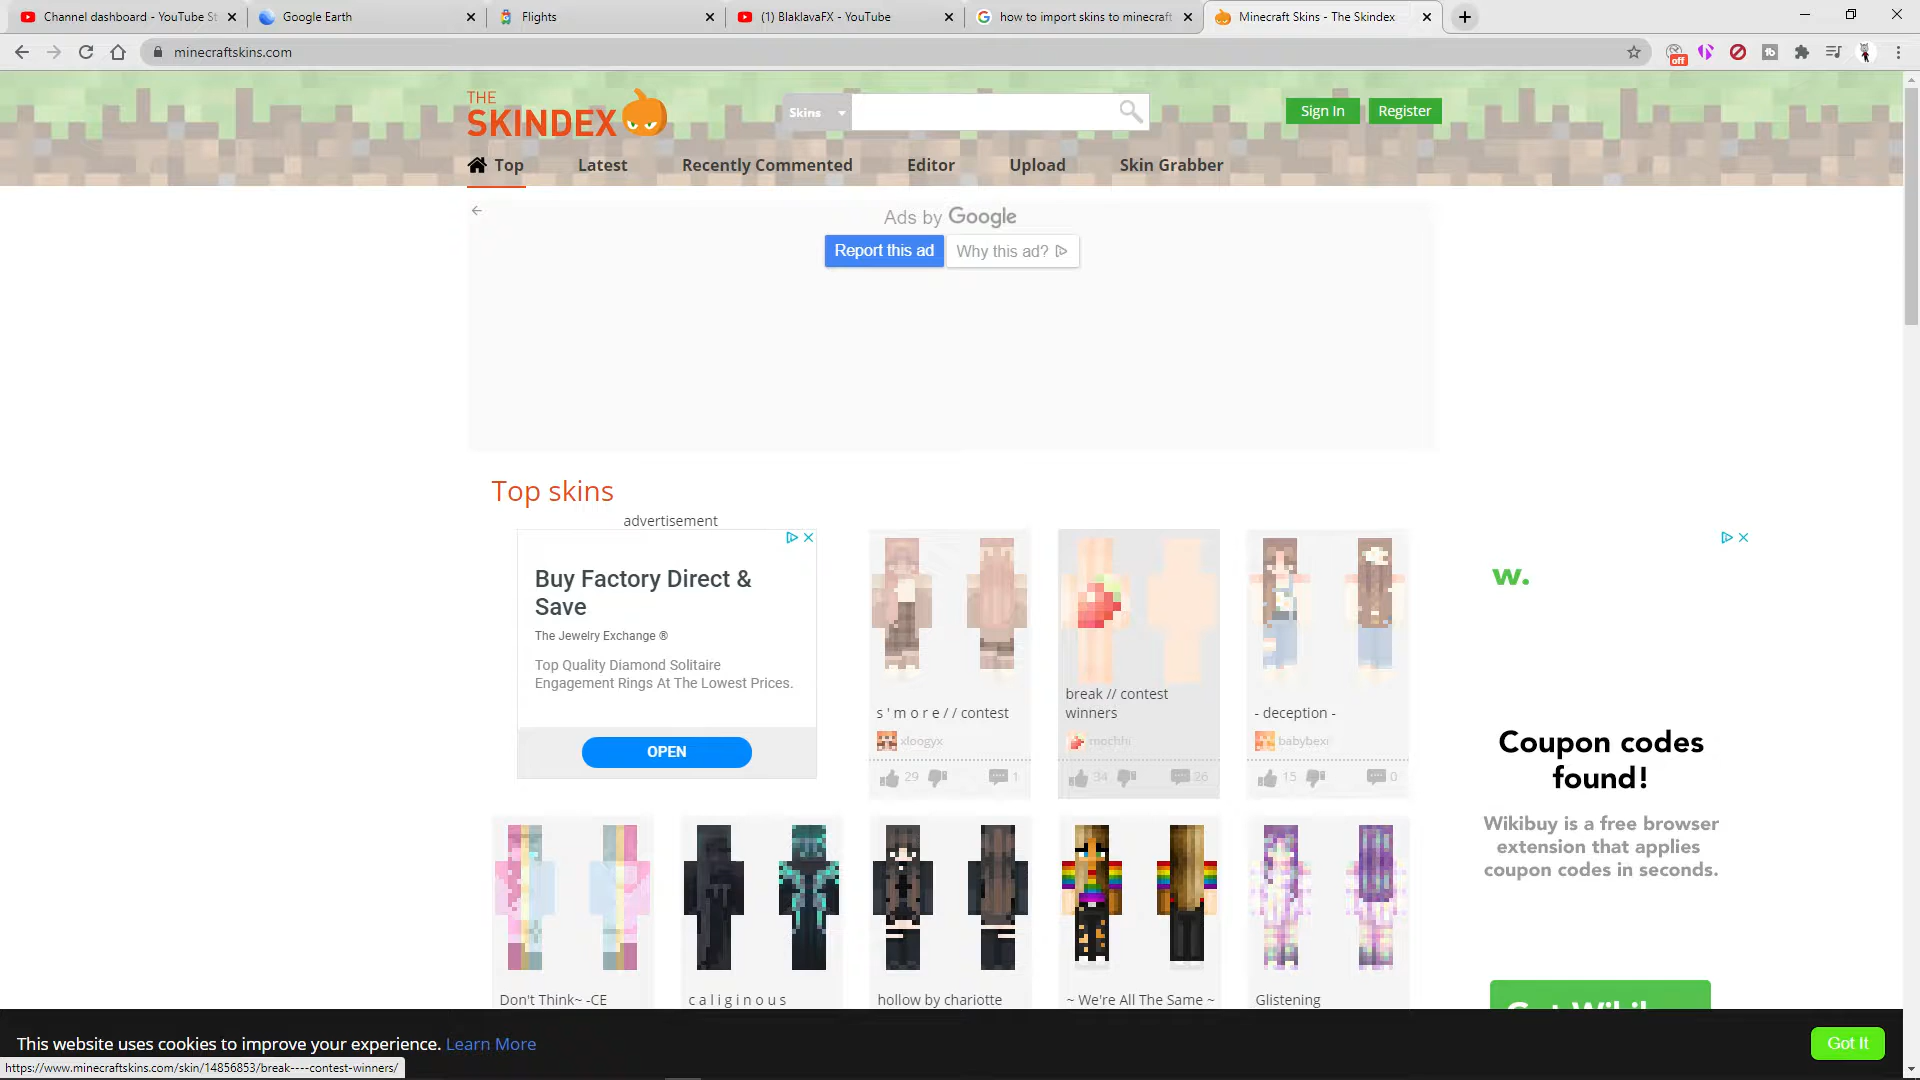 Channel dashboard - YouTube St
Google Earth
Flights
(1) BlaklavaFX - YouTube
how to import skins to minecraft
Minecraft Skins - The Skindex
minecraftskins.com
off
THE
SKINDEX
Skins
Sign In
Register
Top
Latest
Recently Commented
Editor
Upload
Skin Grabber
Ads by Google
Report this ad
Why this ad?
Top skins
advertisement
Buy Factory Direct &
Save
The Jewelry Exchange ®
Top Quality Diamond Solitaire
Engagement Rings At The Lowest Prices.
OPEN
s ' m o r e / / contest
xloogyx
29
1
break // contest
winners
mochhi
34
26
- deception -
babybexi
15
0
w.
Coupon codes
found!
Wikibuy is a free browser
extension that applies
coupon codes in seconds.
Don't Think~ -CE
c a l i g i n o u s
hollow by chariotte
~ We're All The Same ~
Glistening
This website uses cookies to improve your experience. Learn More
Got It
https://www.minecraftskins.com/skin/14856853/break----contest-winners/